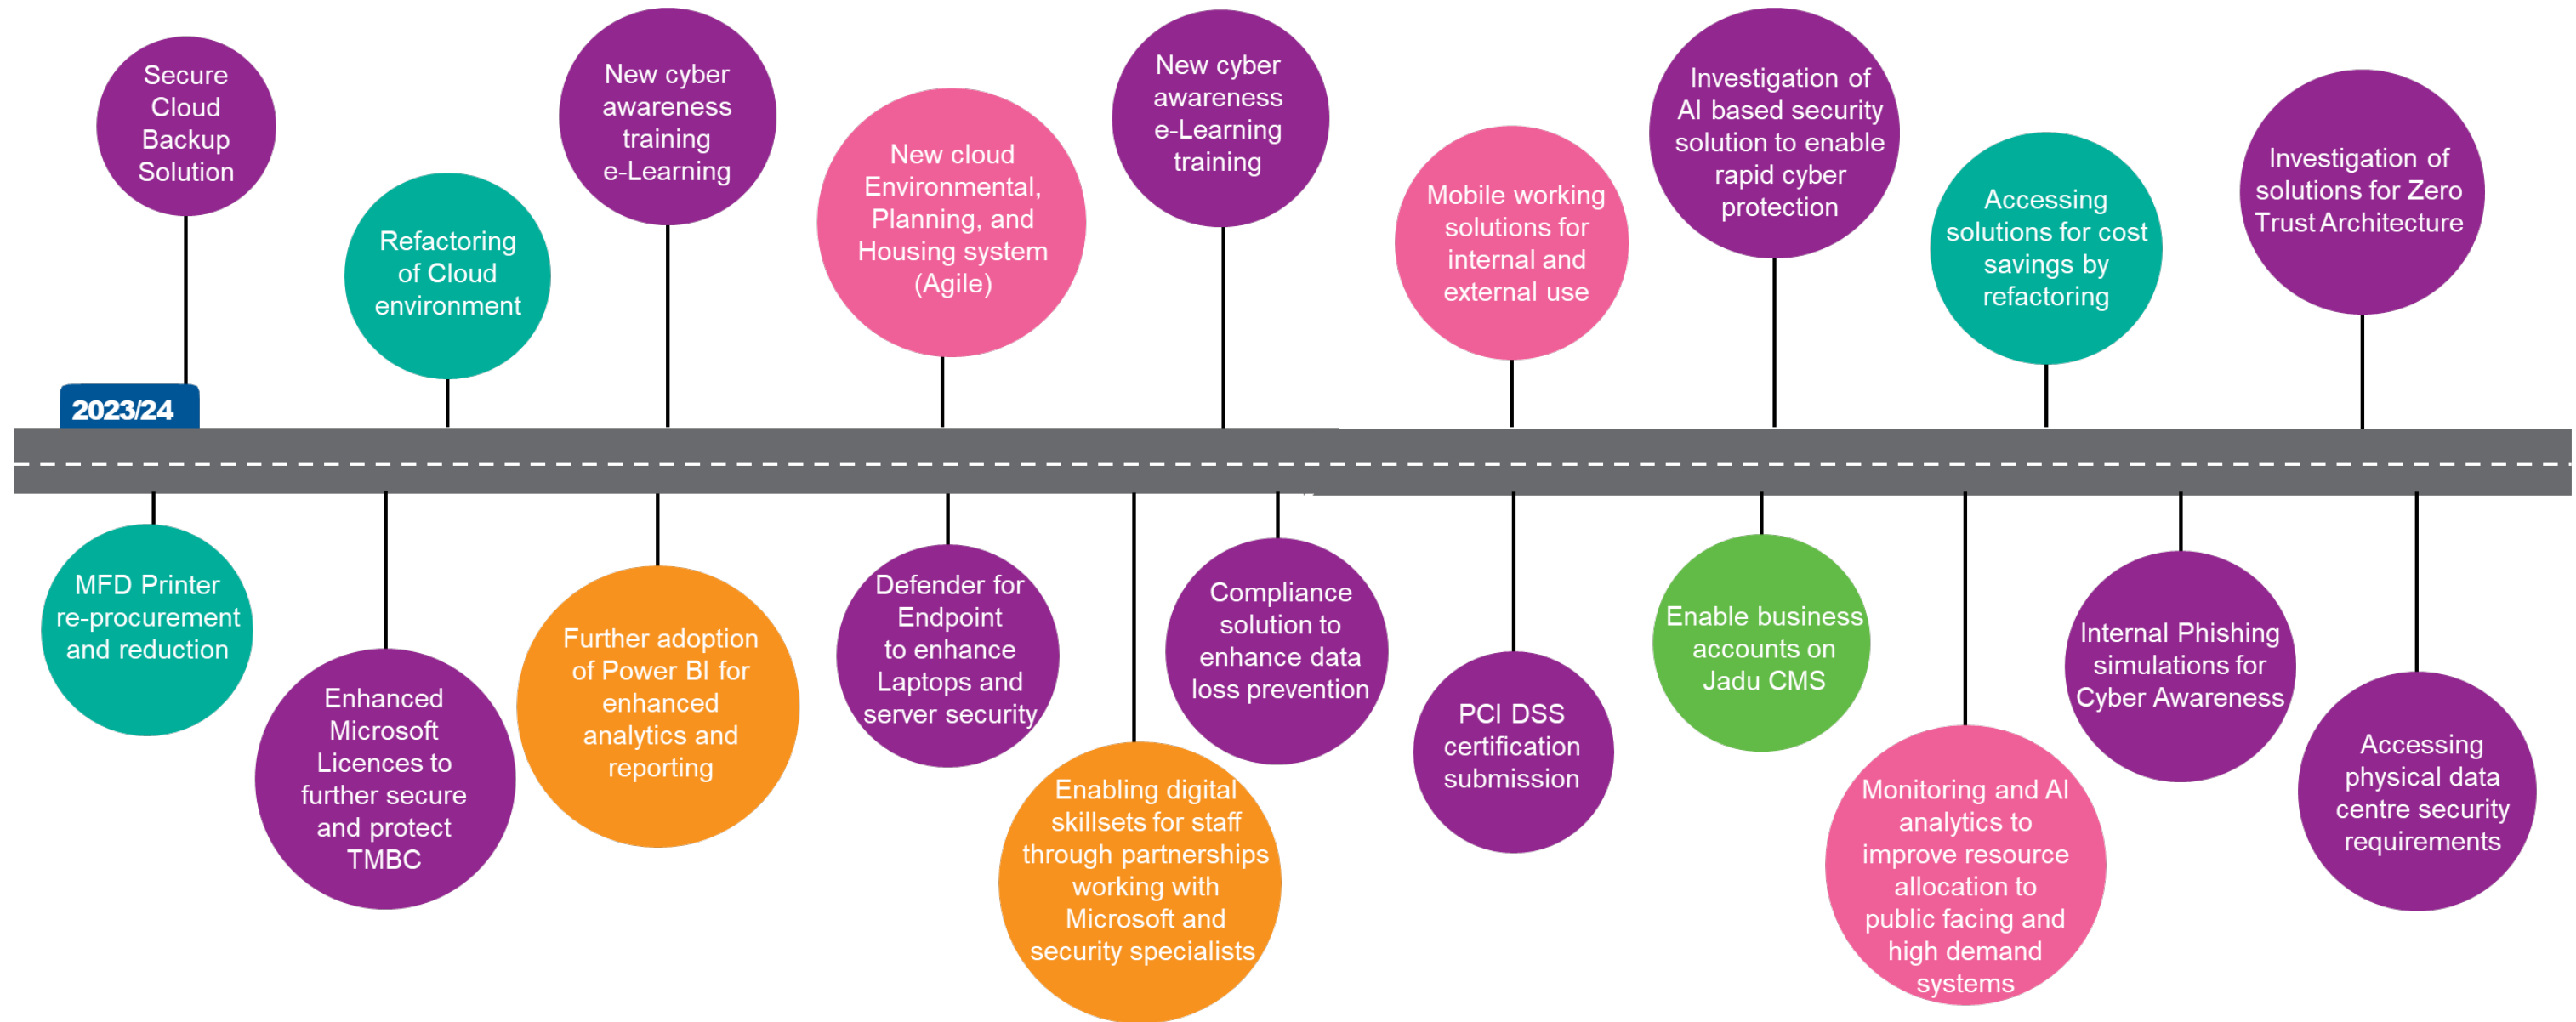 Secure
Cloud
Backup
Solution
Refactoring
of Cloud
environment
New cyber
awareness
training
e-Learning
New cloud
Environmental,
Planning, and
Housing system
(Agile)
New cyber
awareness
e-Learning
training
Mobile working
solutions for
internal and
external use
Investigation of
AI based security
solution to enable
rapid cyber
protection
Accessing
solutions for cost
savings by
refactoring
Investigation of
solutions for Zero
Trust Architecture
2023/24
MFD Printer
re-procurement
and reduction
Enhanced
Microsoft
Licences to
further secure
and protect
TMBC
Further adoption
of Power BI for
enhanced
analytics and
reporting
Defender for
Endpoint
to enhance
Laptops and
server security
Enabling digital
skillsets for staff
through partnerships
working with
Microsoft and
security specialists
Compliance
solution to
enhance data
loss prevention
PCI DSS
certification
submission
Enable business
accounts on
Jadu CMS
Monitoring and AI
analytics to
improve resource
allocation to
public facing and
high demand
systems
Internal Phishing
simulations for
Cyber Awareness
Accessing
physical data
centre security
requirements